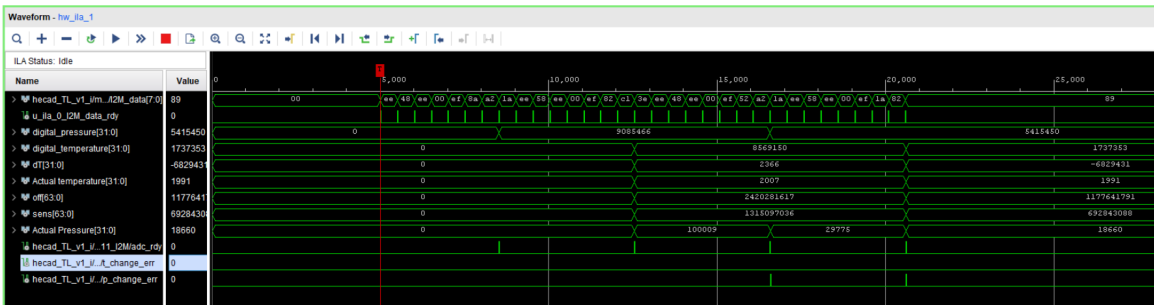 Waveform - hw_ila_1
ILA Status: Idle
Name Value
0 5,000 10,000 15,000 20,000 25,000
hecad_TL_v1_i/m.../I2M_data[7:0] 89 00 ee 48 ee 00 ef 8a a2 1a ee 58 ee 00 ef 82 c1 3e ee 48 ee 00 ef 52 a2 1a ee 58 ee 00 ef 1a 82 89
u_ila_0_I2M_data_rdy 0
digital_pressure[31:0] 5415450 0 9085466 5415450
digital_temperature[31:0] 1737353 0 8569150 1737353
dT[31:0] -6829431 0 2366 -6829431
Actual temperature[31:0] 1991 0 2007 1991
off[63:0] 1177641 0 2420281617 1177641791
sens[63:0] 69284308 0 1315097036 692843088
Actual Pressure[31:0] 18660 0 100009 29775 18660
hecad_TL_v1_i/...11_I2M/adc_rdy 0
hecad_TL_v1_i/.../t_change_err 0
hecad_TL_v1_i/.../p_change_err 0